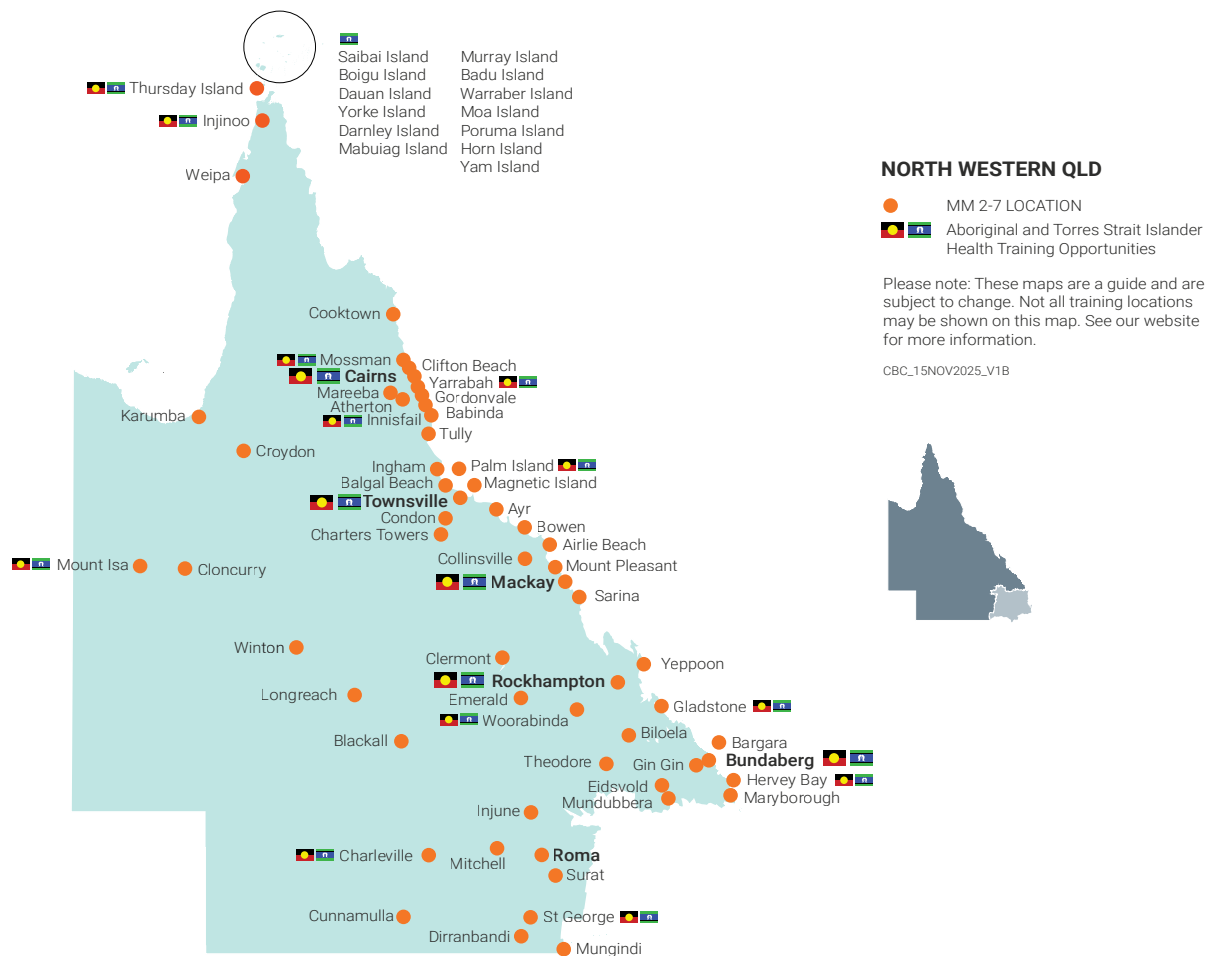 Saibai Island
Boigu Island
Dauan Island
Yorke Island
Darnley Island
Mabuiag Island
Murray Island
Badu Island
Warraber Island
Moa Island
Poruma Island
Horn Island
Yam Island
Thursday Island
Injinoo
Weipa
NORTH WESTERN QLD
MM 2-7 LOCATION
Aboriginal and Torres Strait Islander
Health Training Opportunities
Please note: These maps are a guide and are
subject to change. Not all training locations
may be shown on this map. See our website
for more information.
CBC_15NOV2025_V1B
Cooktown
Mossman
Clifton Beach
Cairns
Yarrabah
Mareeba
Gordonvale
Atherton
Babinda
Innisfail
Karumba
Tully
Croydon
Ingham
Palm Island
Balgal Beach
Magnetic Island
Townsville
Ayr
Condon
Bowen
Charters Towers
Airlie Beach
Collinsville
Mount Pleasant
Mount Isa
Cloncurry
Mackay
Sarina
Winton
Clermont
Yeppoon
Rockhampton
Longreach
Emerald
Gladstone
Woorabinda
Biloela
Blackall
Bargara
Theodore
Gin Gin
Bundaberg
Eidsvold
Hervey Bay
Mundubbera
Maryborough
Injune
Charleville
Mitchell
Roma
Surat
Cunnamulla
St George
Dirranbandi
Mungindi